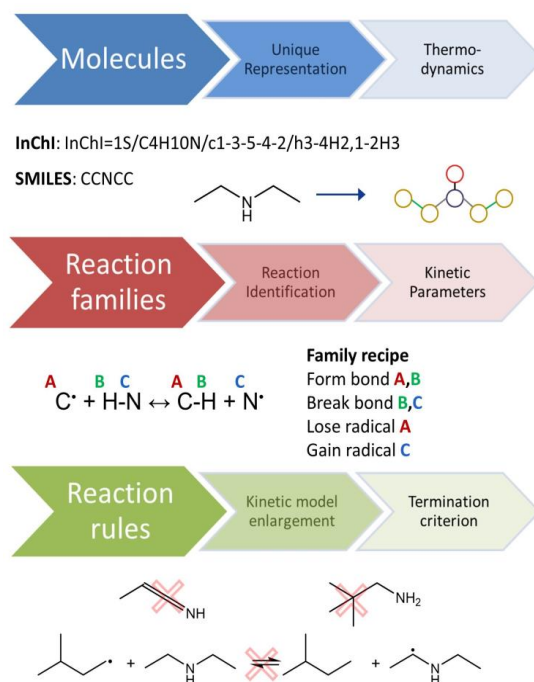 Molecules
Unique
Representation
Thermo-
dynamics
InChI: InChI=1S/C4H10N/c1-3-5-4-2/h3-4H2,1-2H3
SMILES: CCNCC
N
H
Reaction
families
Reaction
Identification
Kinetic
Parameters
Family recipe
Form bond A,B
Break bond B,C
Lose radical A
Gain radical C
A B C A B C
C• + H-N ↔ C-H + N•
Reaction
rules
Kinetic model
enlargement
Termination
criterion
NH
NH2
• + N
H
⇌ + • N
H